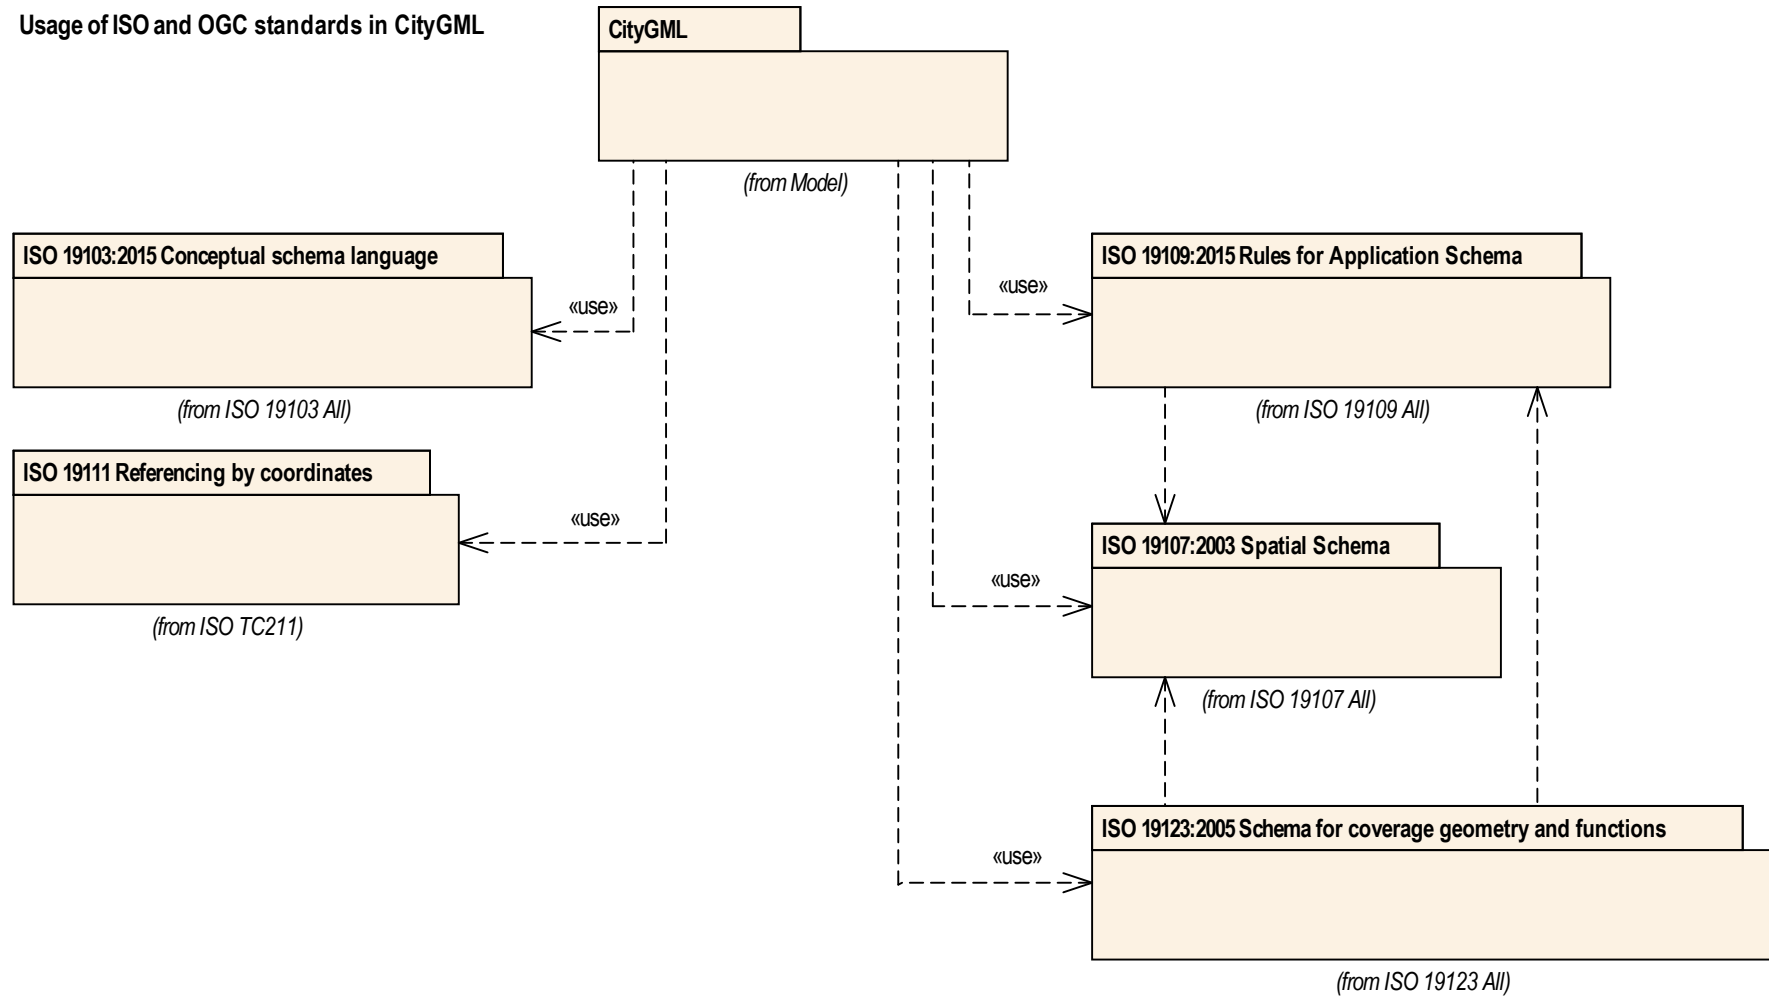 Usage of ISO and OGC standards in CityGML
CityGML
(from Model)
ISO 19103:2015 Conceptual schema language
«use»
(from ISO 19103 All)
ISO 19109:2015 Rules for Application Schema
«use»
(from ISO 19109 All)
ISO 19111 Referencing by coordinates
«use»
(from ISO TC211)
ISO 19107:2003 Spatial Schema
«use»
(from ISO 19107 All)
ISO 19123:2005 Schema for coverage geometry and functions
«use»
(from ISO 19123 All)